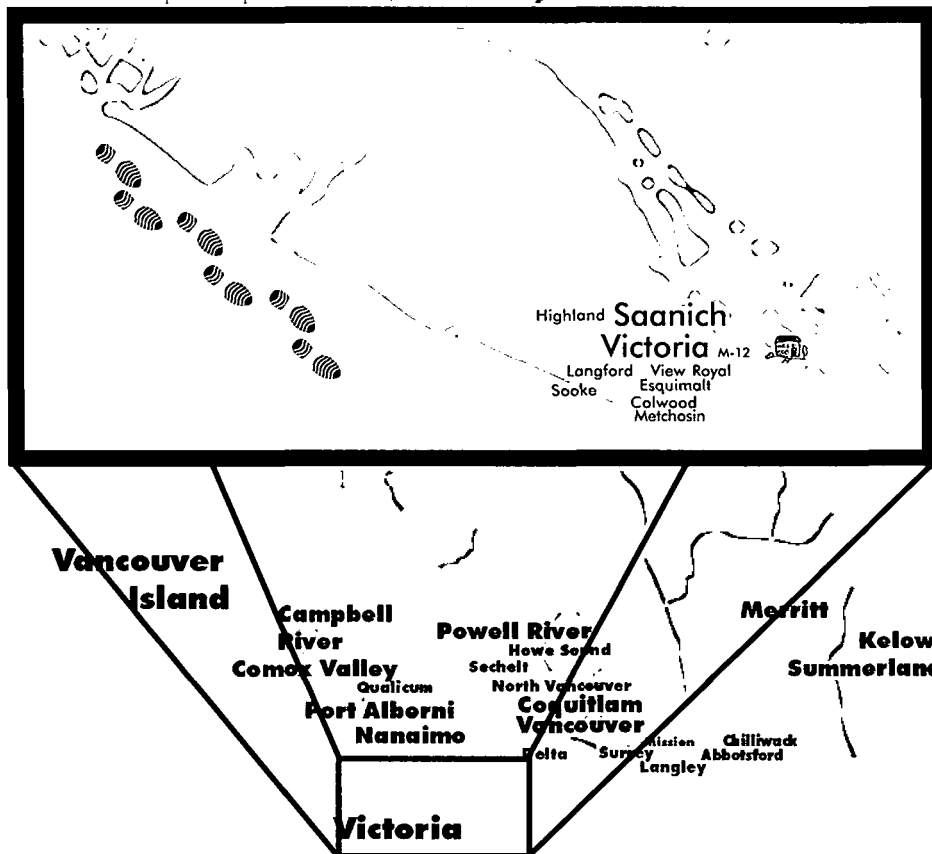 Highland Saanich
Victoria M-12
Langford View Royal
Sooke Esquimalt
Colwood
Metchosin
Vancouver
Island
Campbell
River
Comox Valley
Qualicum
Port Alberni
Nanaimo
Powell River
Howe Sound
Sechelt
North Vancouver
Coquitlam
Vancouver
Delta Surrey Mission Chilliwack
Langley Abbotsford
Merritt
Kelow
Summerland
Victoria